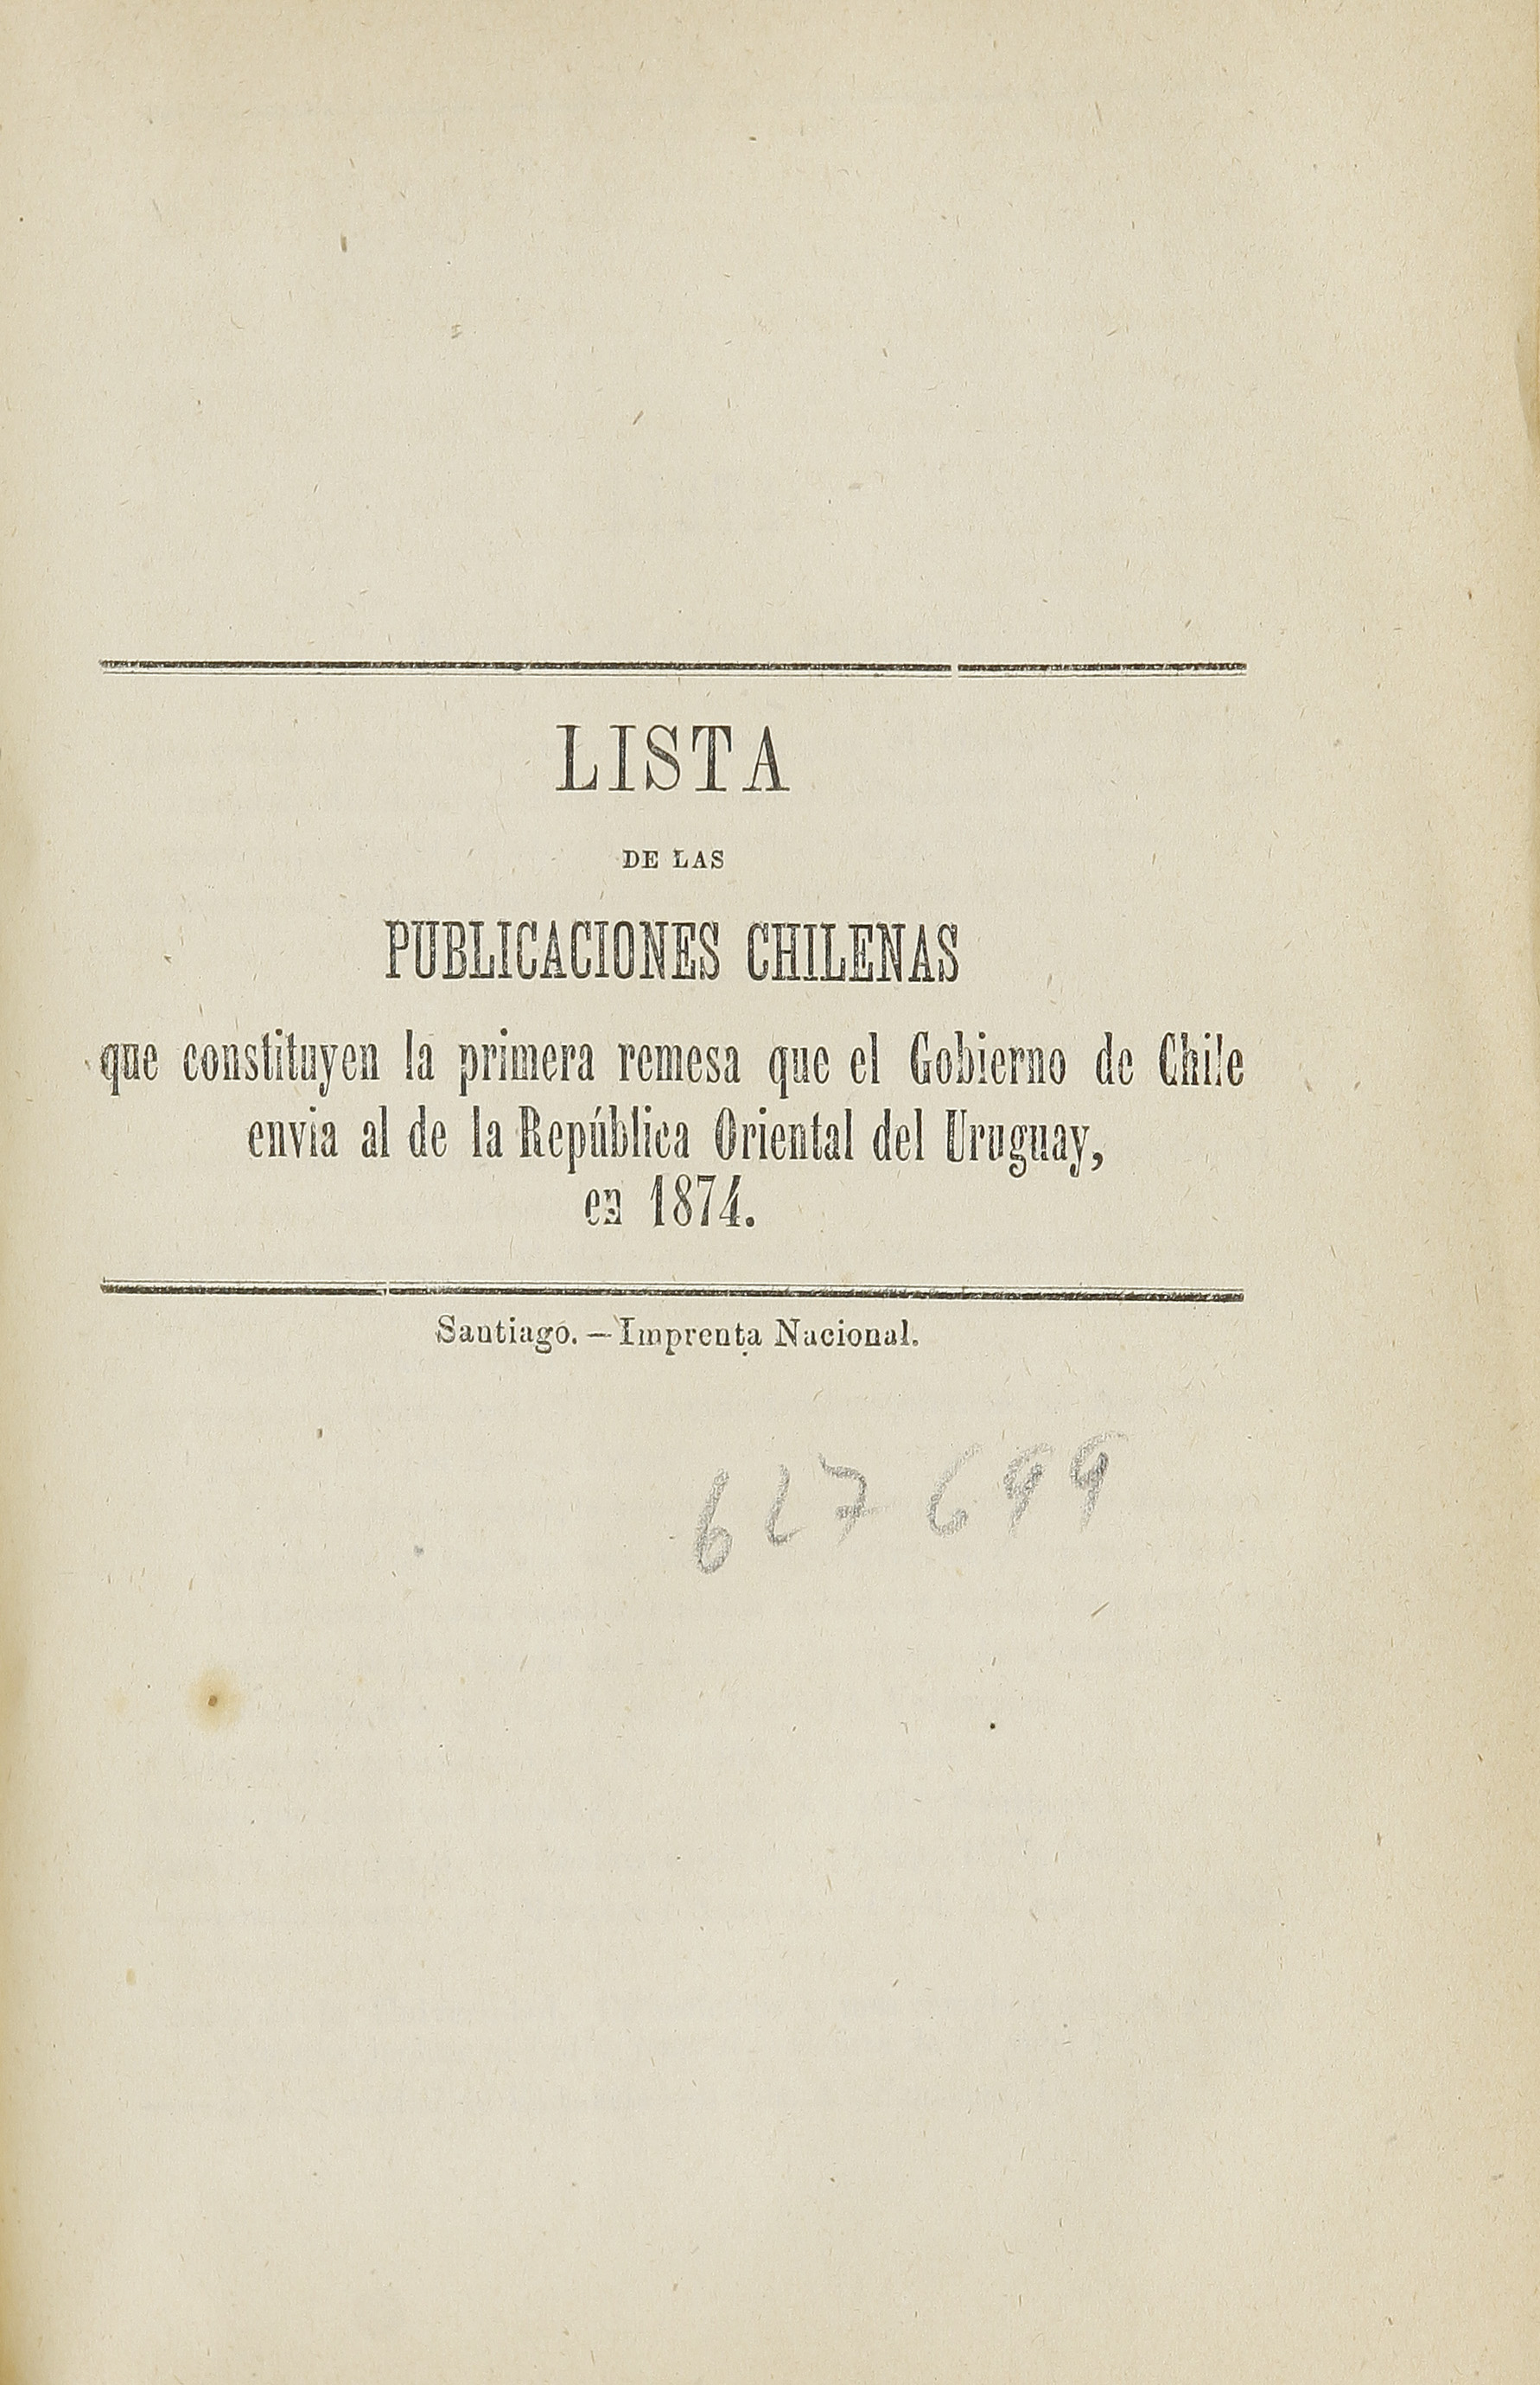 LISTA
DE LAS
PUBLICACIONES CHILENAS
que constituyen la primera remesa que el Gobierno de Chile
envia al de la República Oriental del Uruguay,
en 1874.
Santiago.—Imprenta Nacional.
617699